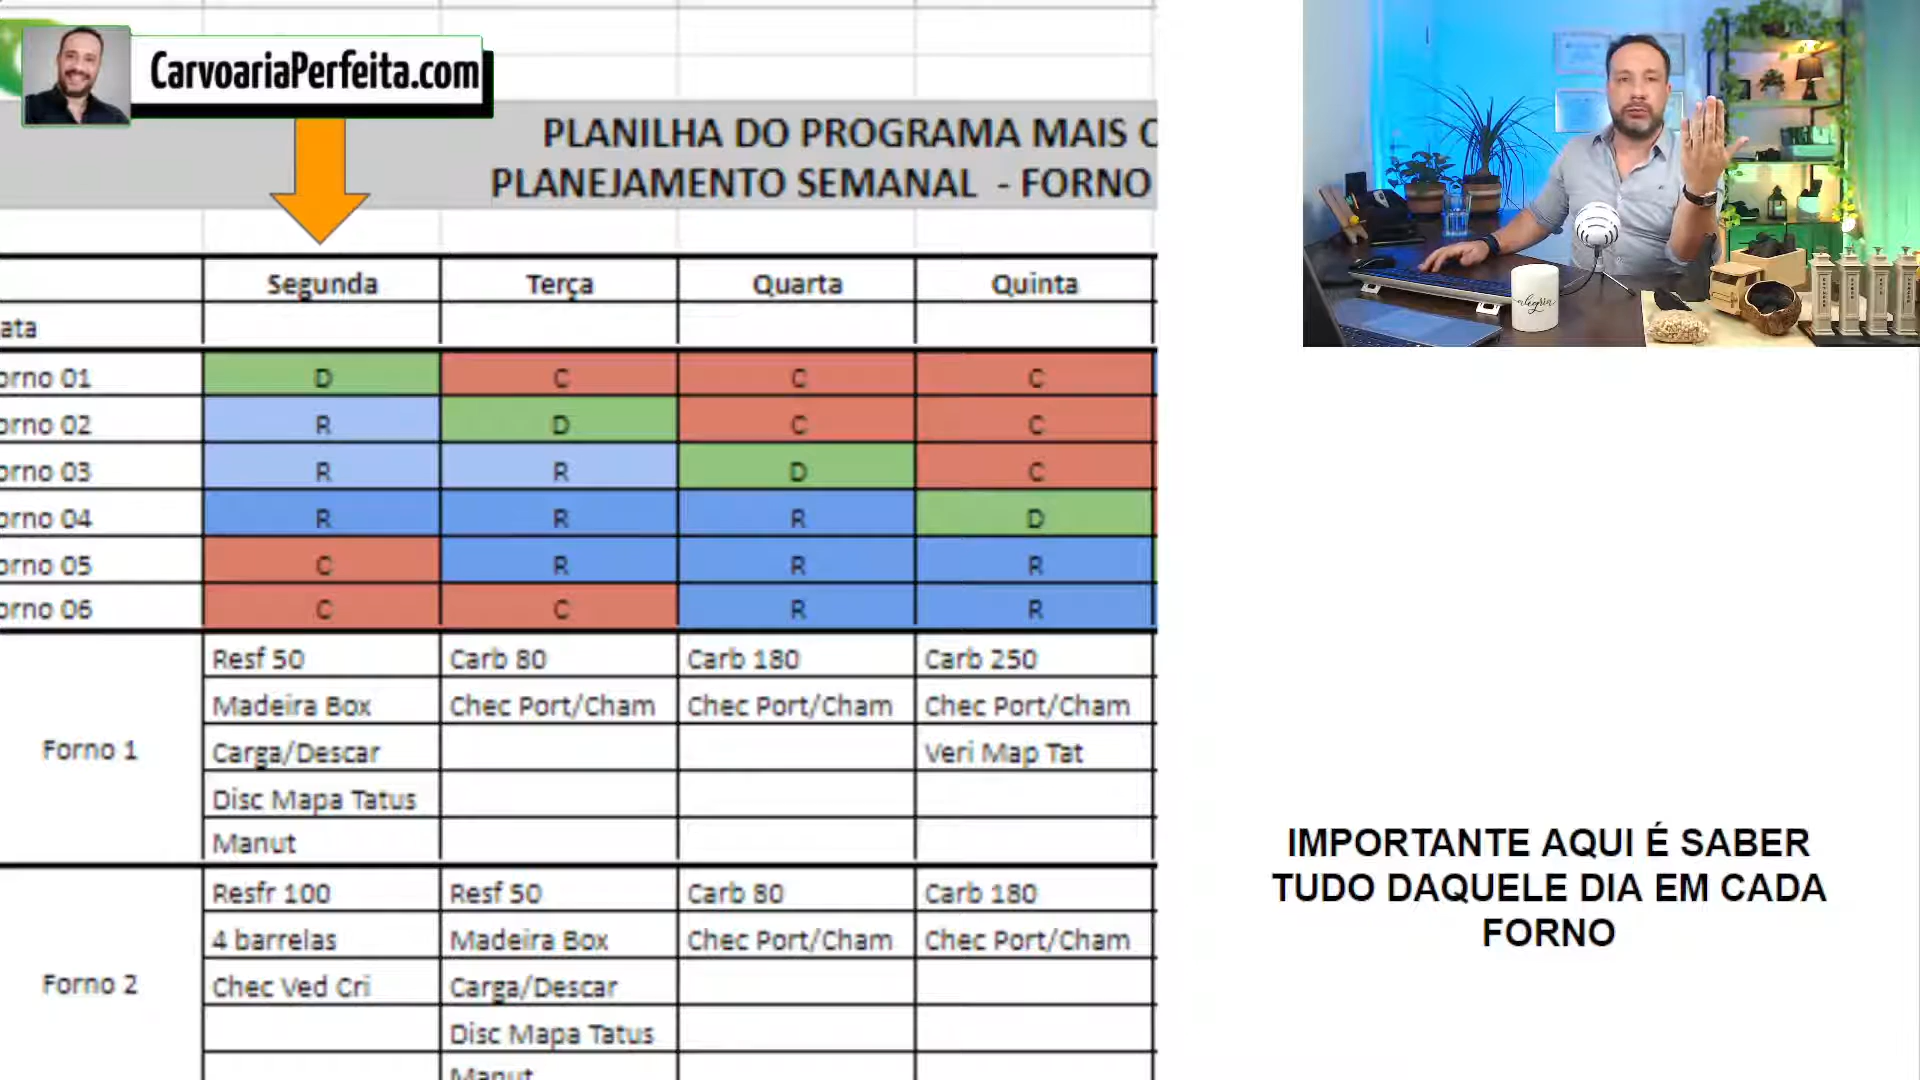 CarvoariaPerfeita.com
PLANILHA DO PROGRAMA MAIS C
PLANEJAMENTO SEMANAL - FORNO
Segunda Terça Quarta Quinta
ata
orno 01 D C C C
orno 02 R D C C
orno 03 R R D C
orno 04 R R R D
orno 05 C R R R
orno 06 C C R R
Resf 50 Carb 80 Carb 180 Carb 250
Madeira Box Chec Port/Cham Chec Port/Cham Chec Port/Cham
Forno 1 Carga/Descar Veri Map Tat
Disc Mapa Tatus
Manut
Resfr 100 Resf 50 Carb 80 Carb 180
4 barrelas Madeira Box Chec Port/Cham Chec Port/Cham
Forno 2 Chec Ved Cri Carga/Descar
Disc Mapa Tatus
Manut
alegria
IMPORTANTE AQUI É SABER
TUDO DAQUELE DIA EM CADA
FORNO